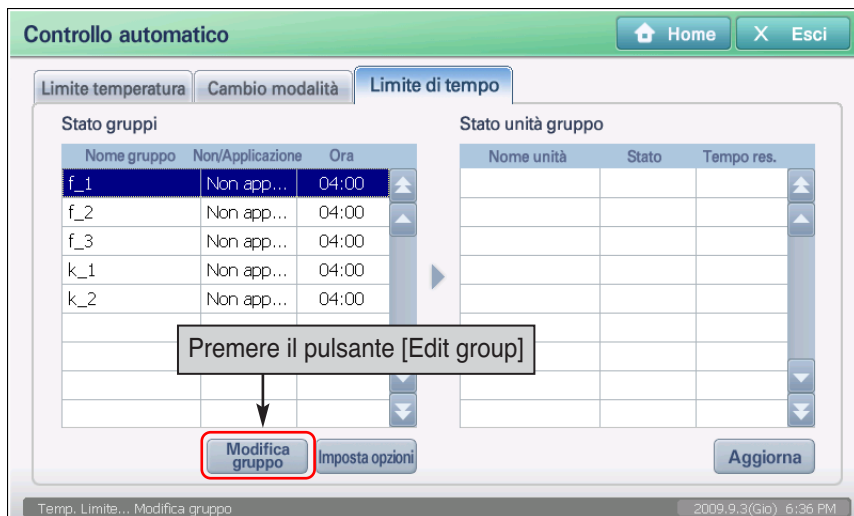 Controllo automatico
Home
X Esci
Limite temperatura
Cambio modalità
Limite di tempo
Stato gruppi
Nome gruppo Non/Applicazione Ora
f_1 Non app... 04:00
f_2 Non app... 04:00
f_3 Non app... 04:00
k_1 Non app... 04:00
k_2 Non app... 04:00
Stato unità gruppo
Nome unità Stato Tempo res.
Premere il pulsante [Edit group]
Modifica
gruppo
Imposta opzioni
Aggiorna
Temp. Limite... Modifica gruppo
2009.9.3(Gio) 6:36 PM